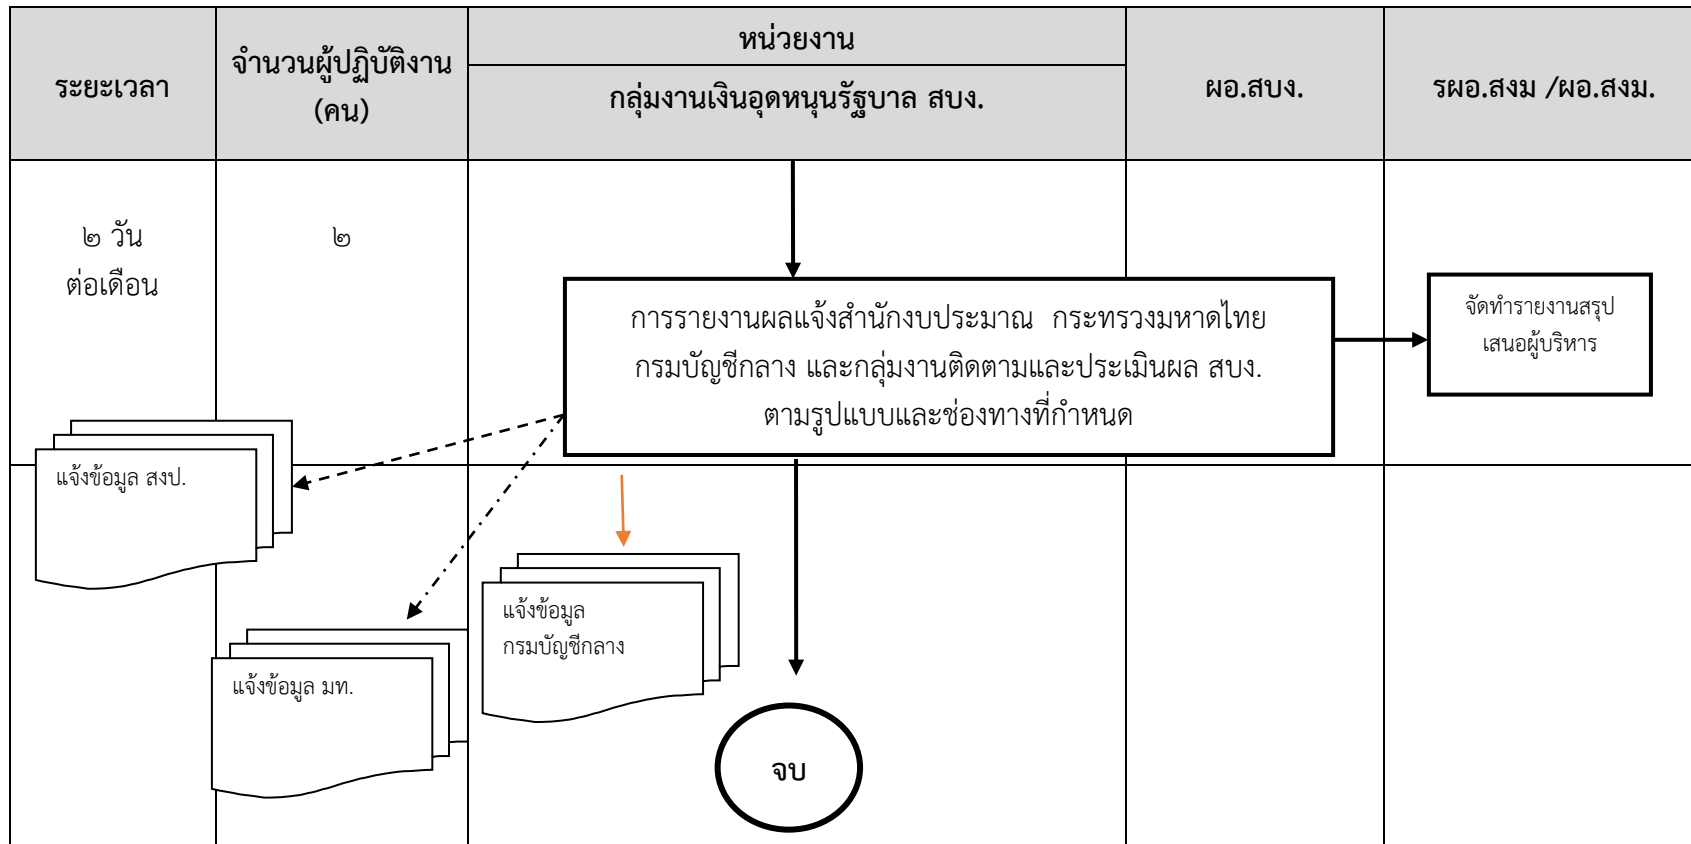 ระยะเวลา
จำนวนผู้ปฏิบัติงาน
(คน)
หน่วยงาน
กลุ่มงานเงินอุดหนุนรัฐบาล สบง.
ผอ.สบง.
รผอ.สงม /ผอ.สงม.
๒ วัน
ต่อเดือน
๒
การรายงานผลแจ้งสำนักงบประมาณ กระทรวงมหาดไทย
กรมบัญชีกลาง และกลุ่มงานติดตามและประเมินผล สบง.
ตามรูปแบบและช่องทางที่กำหนด
จัดทำรายงานสรุป
เสนอผู้บริหาร
แจ้งข้อมูล สงป.
แจ้งข้อมูล มท.
แจ้งข้อมูล
กรมบัญชีกลาง
จบ